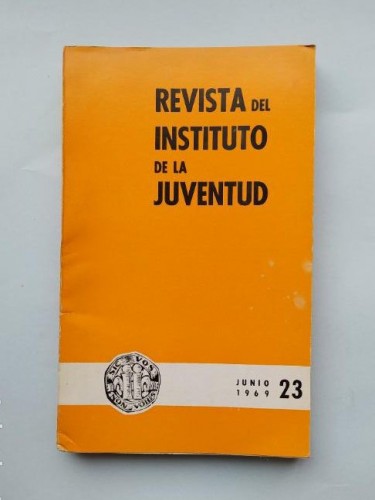 REVISTA DEL
INSTITUTO
DE LA
JUVENTUD
JUNIO
1969
23